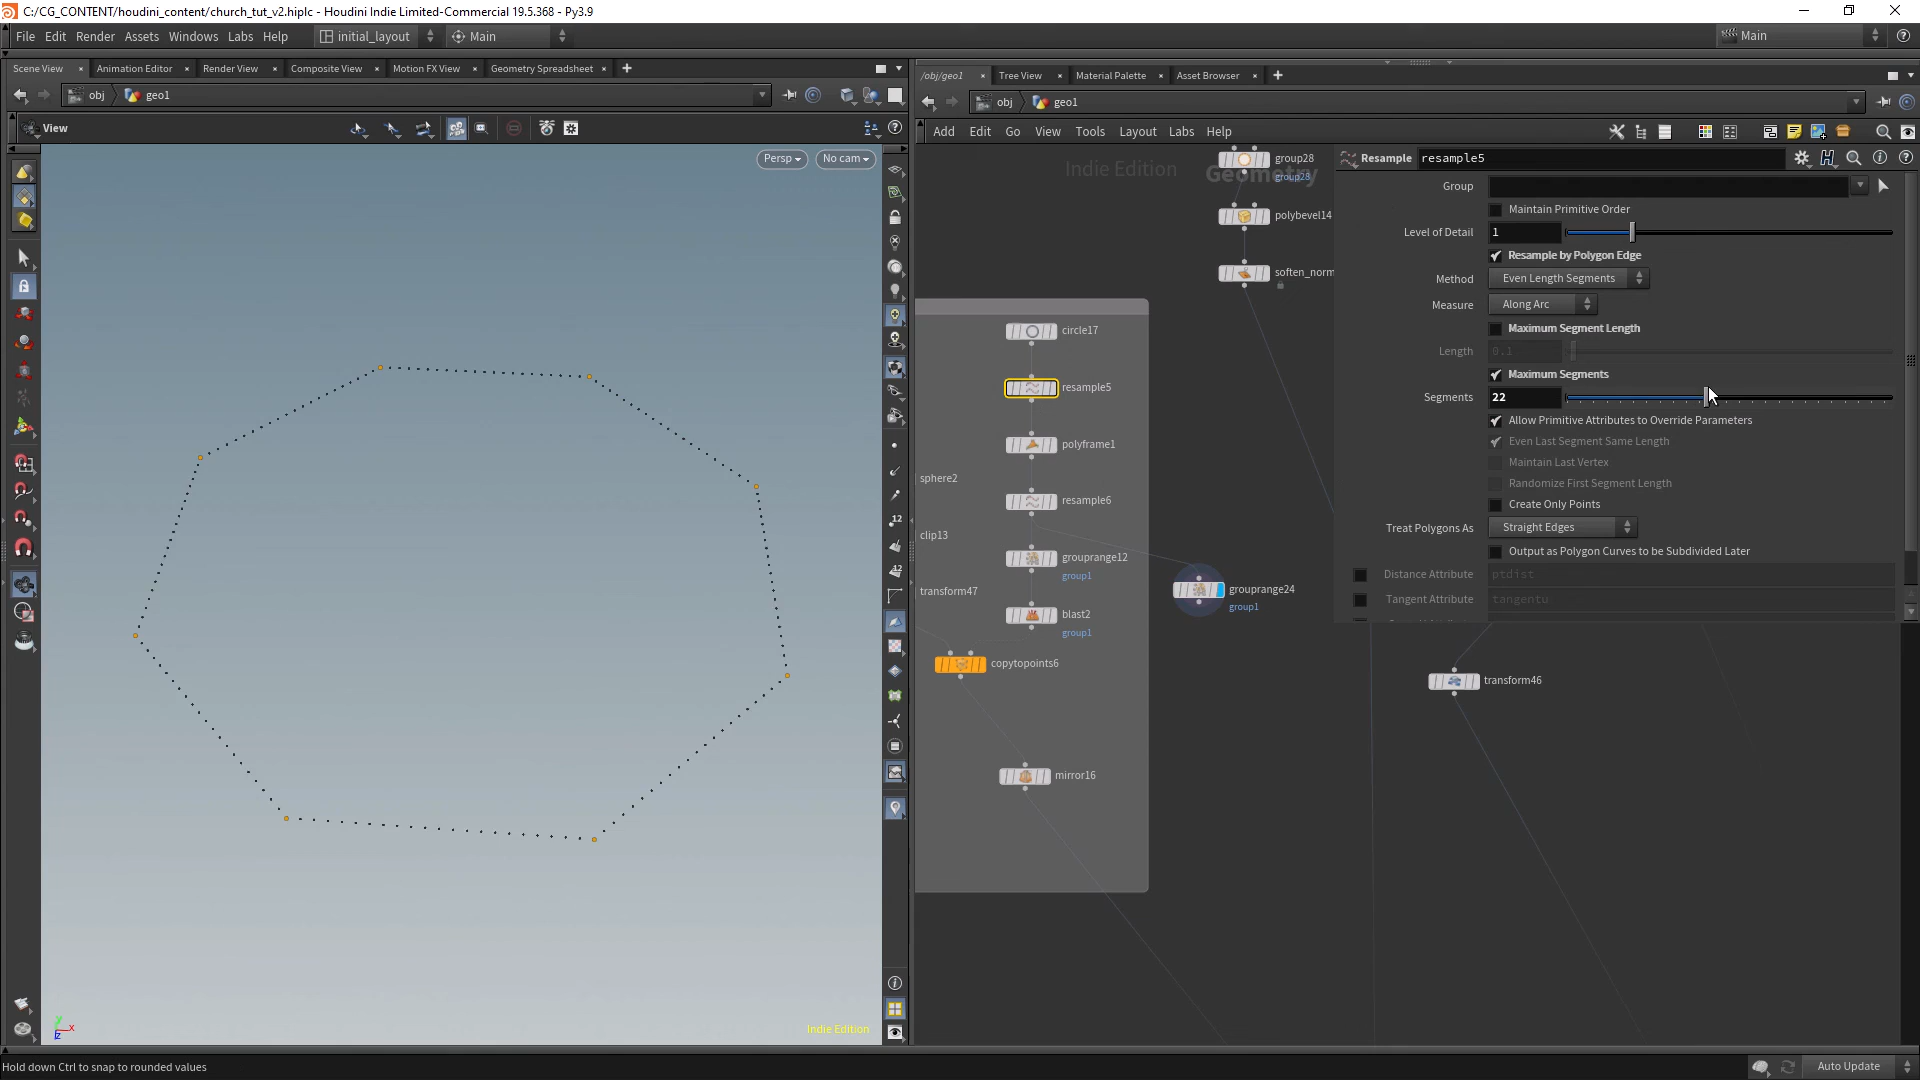 C:/CG_CONTENT/houdini_content/church_tut_v2.hiplc - Houdini Indie Limited-Commercial 19.5.368 - Py3.9
File Edit Render Assets Windows Labs Help initial_layout Main Main
Scene View Animation Editor Render View Composite View Motion FX View Geometry Spreadsheet
/obj/geo1 Tree View Material Palette Asset Browser
obj geo1
obj geo1
View
Add Edit Go View Tools Layout Labs Help
Persp No cam
Indie Edition
Geometry
group28
group28
polybevel14
soften_norm
circle17
resample5
polyframe1
sphere2
resample6
clip13
grouprange12
group1
transform47
grouprange24
group1
blast2
group1
copytopoints6
transform46
mirror16
Resample resample5
Group
Maintain Primitive Order
Level of Detail 1
Resample by Polygon Edge
Method Even Length Segments
Measure Along Arc
Maximum Segment Length
Length 0.1
Maximum Segments
Segments 22
Allow Primitive Attributes to Override Parameters
Even Last Segment Same Length
Maintain Last Vertex
Randomize First Segment Length
Create Only Points
Treat Polygons As Straight Edges
Output as Polygon Curves to be Subdivided Later
Distance Attribute ptdist
Tangent Attribute tangentu
12
12
y x z
Indie Edition
Hold down Ctrl to snap to rounded values
Auto Update